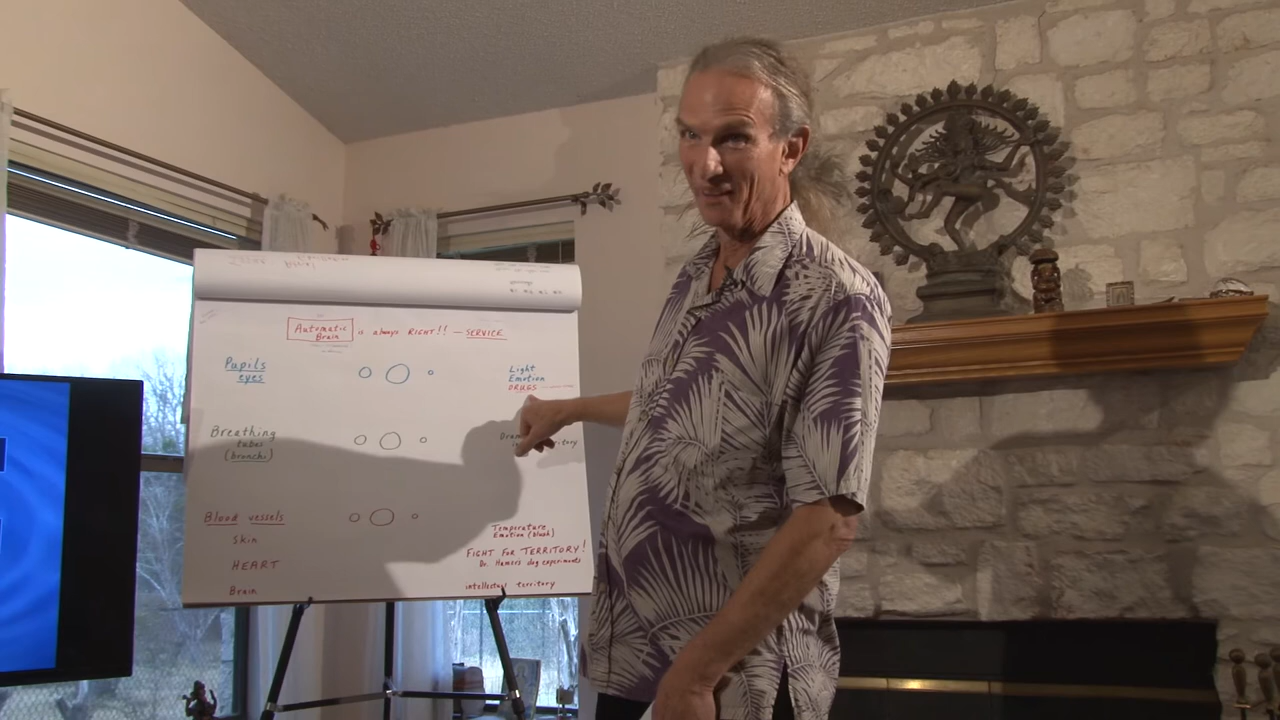 Automatic
Brain
is always RIGHT!! — SERVICE
Pupils
eyes
Light
Emotion
DRUGS
Breathing
tubes
(bronchi)
Blood vessels
Skin
HEART
Brain
Temperature
Emotion (blush)
FIGHT FOR TERRITORY!
Dr. Hamer's dog experiments
intellectual territory